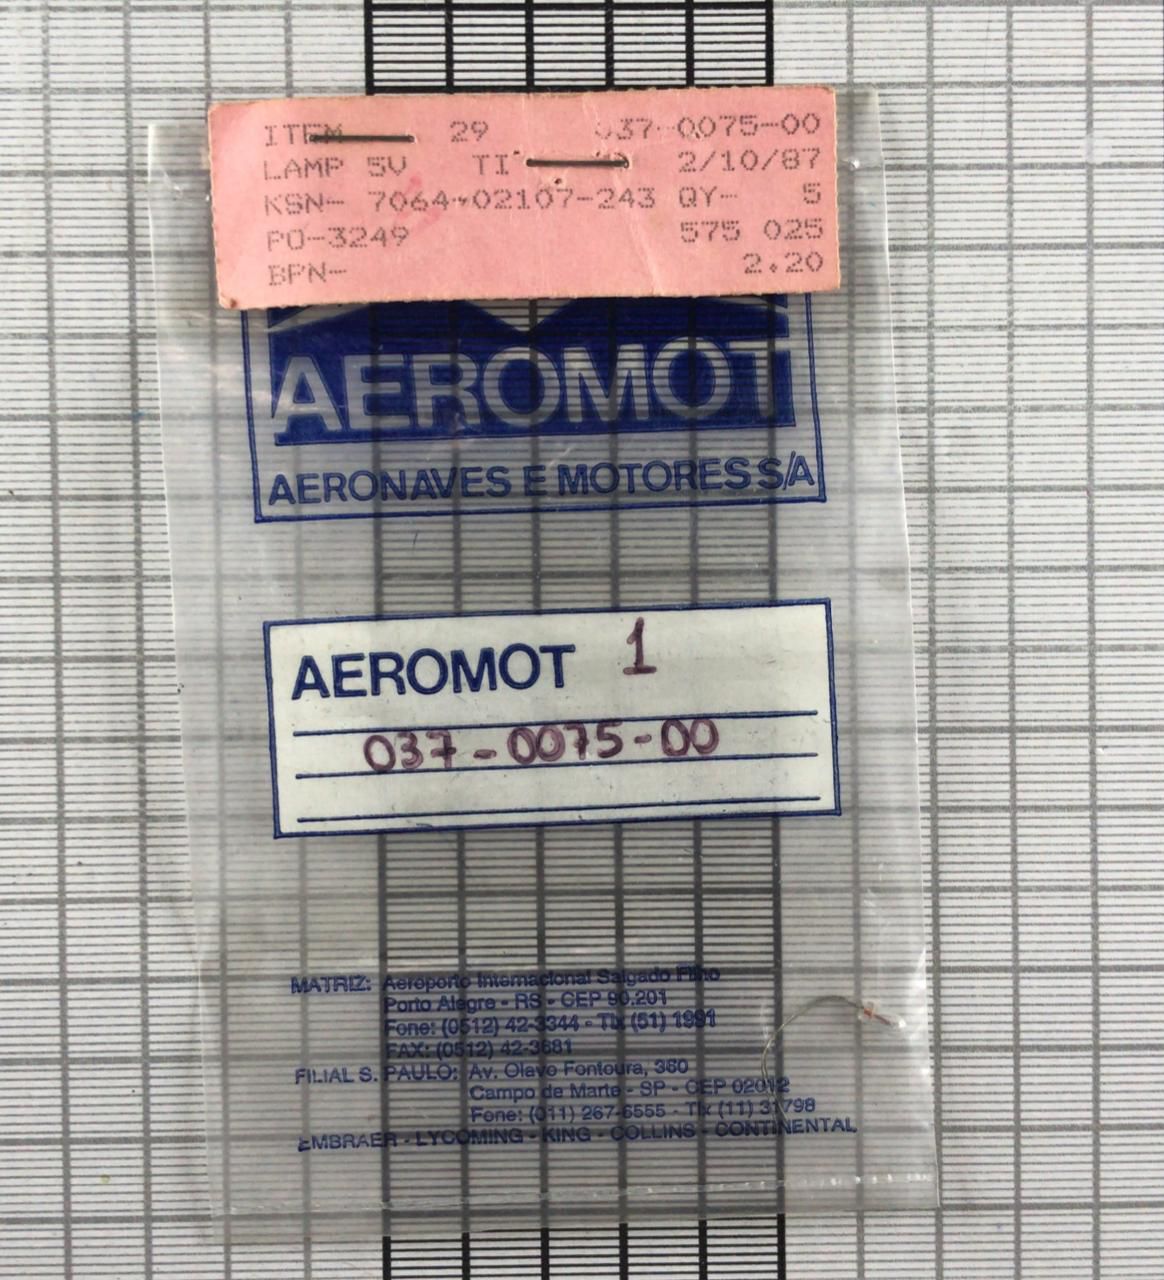 ITEM 29 037-0075-00
LAMP 5V TI 2/10/87
KSN- 7064-02107-243 QY- 5
PO-3249 575 025
BPN- 2.20
AEROMOT
AERONAVES E MOTORES S/A
AEROMOT 1
037-0075-00
MATRIZ: Aeroporto Internacional Salgado Filho
Porto Alegre - RS - CEP 90.201
Fone: (0512) 42-3344 - Tlx (51) 1991
FAX: (0512) 42-3681
FILIAL S. PAULO: Av. Olavo Fontoura, 360
Campo de Marte - SP - CEP 02012
Fone: (011) 267-6555 - Tlx (11) 31798
EMBRAER - LYCOMING - KING - COLLINS - CONTINENTAL